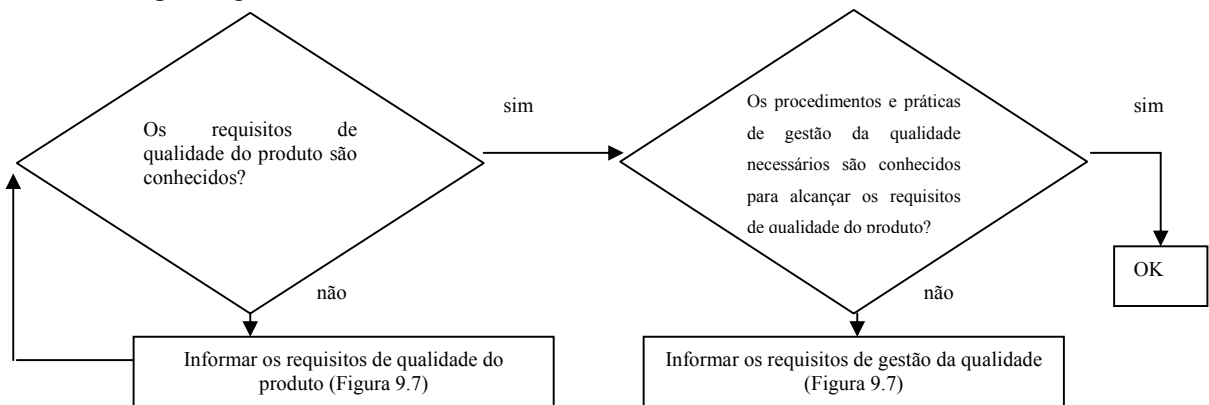 Os requisitos de
qualidade do produto são
conhecidos?
sim
Os procedimentos e práticas
de gestão da qualidade
necessários são conhecidos
para alcançar os requisitos
de qualidade do produto?
sim
OK
não
não
Informar os requisitos de qualidade do
produto (Figura 9.7)
Informar os requisitos de gestão da qualidade
(Figura 9.7)